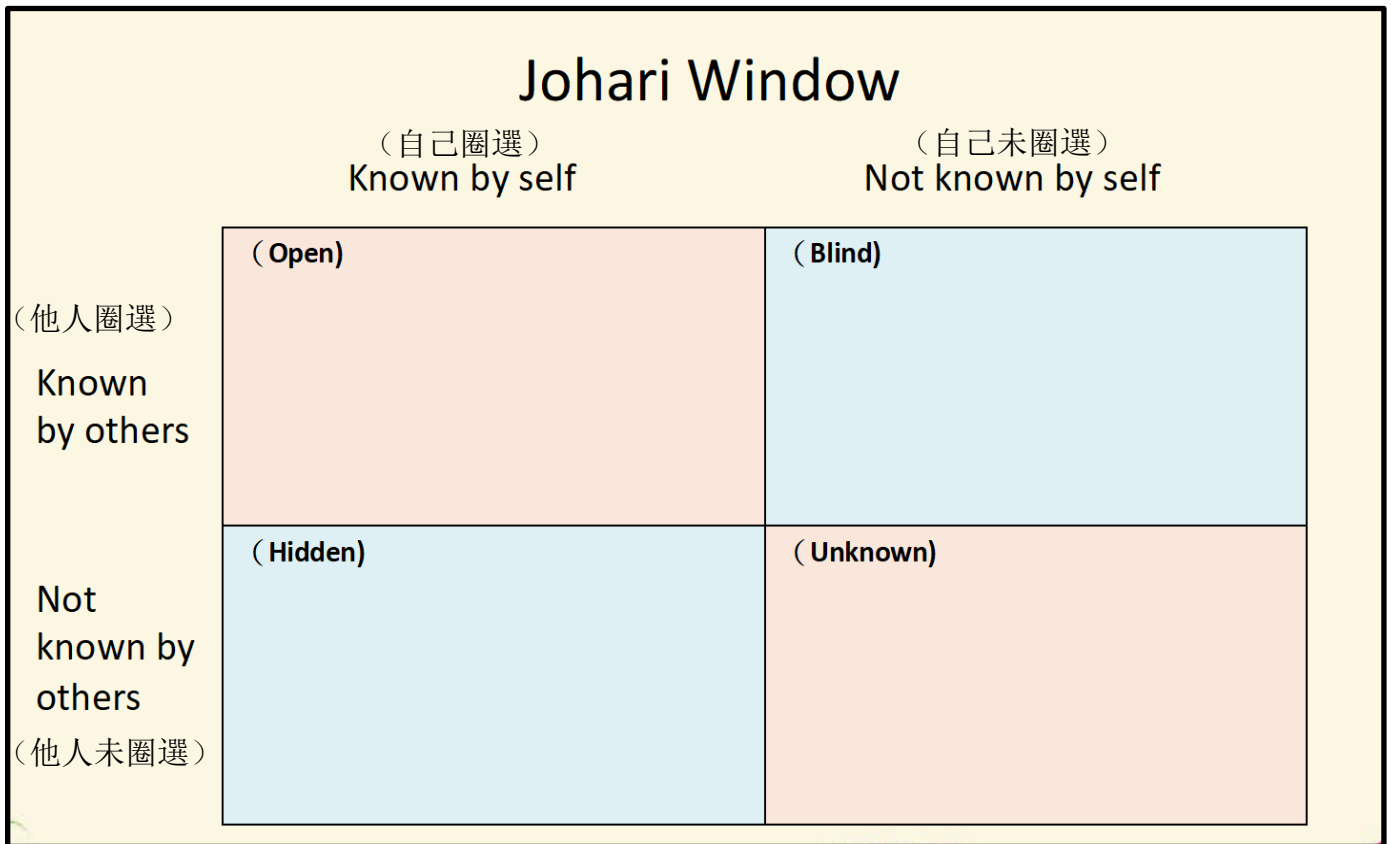 Johari Window
（自己圈選）
Known by self
（自己未圈選）
Not known by self
（Open)
（Blind)
（他人圈選）
Known
by others
（Hidden)
（Unknown)
Not
known by
others
（他人未圈選）